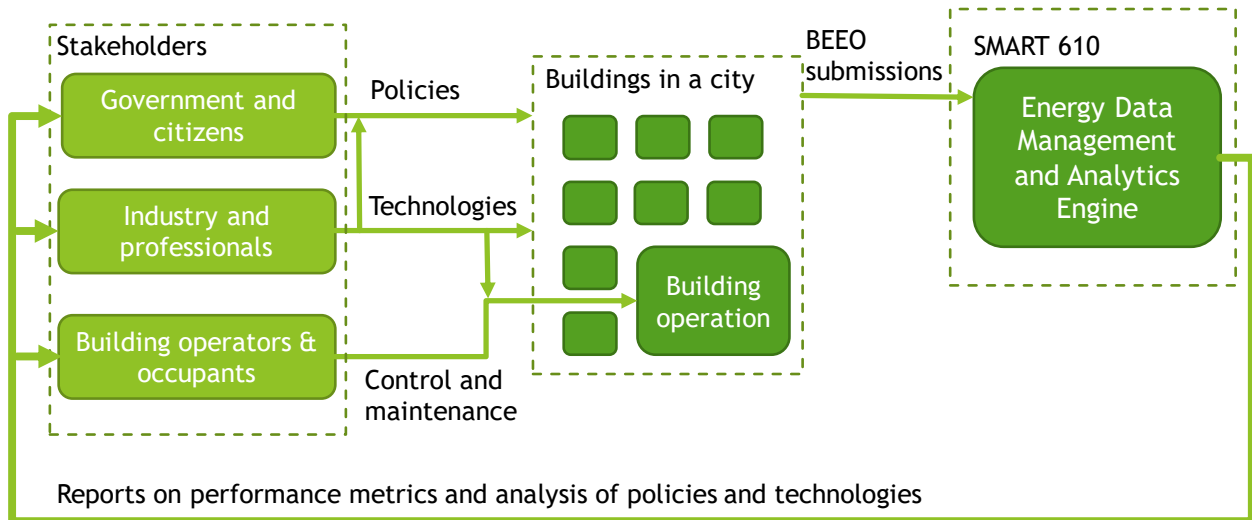 Stakeholders
Government and
citizens
Industry and
professionals
Building operators &
occupants
Policies
Technologies
Control and
maintenance
Buildings in a city
Building
operation
BEEO
submissions
SMART 610
Energy Data
Management
and Analytics
Engine
Reports on performance metrics and analysis of policies and technologies